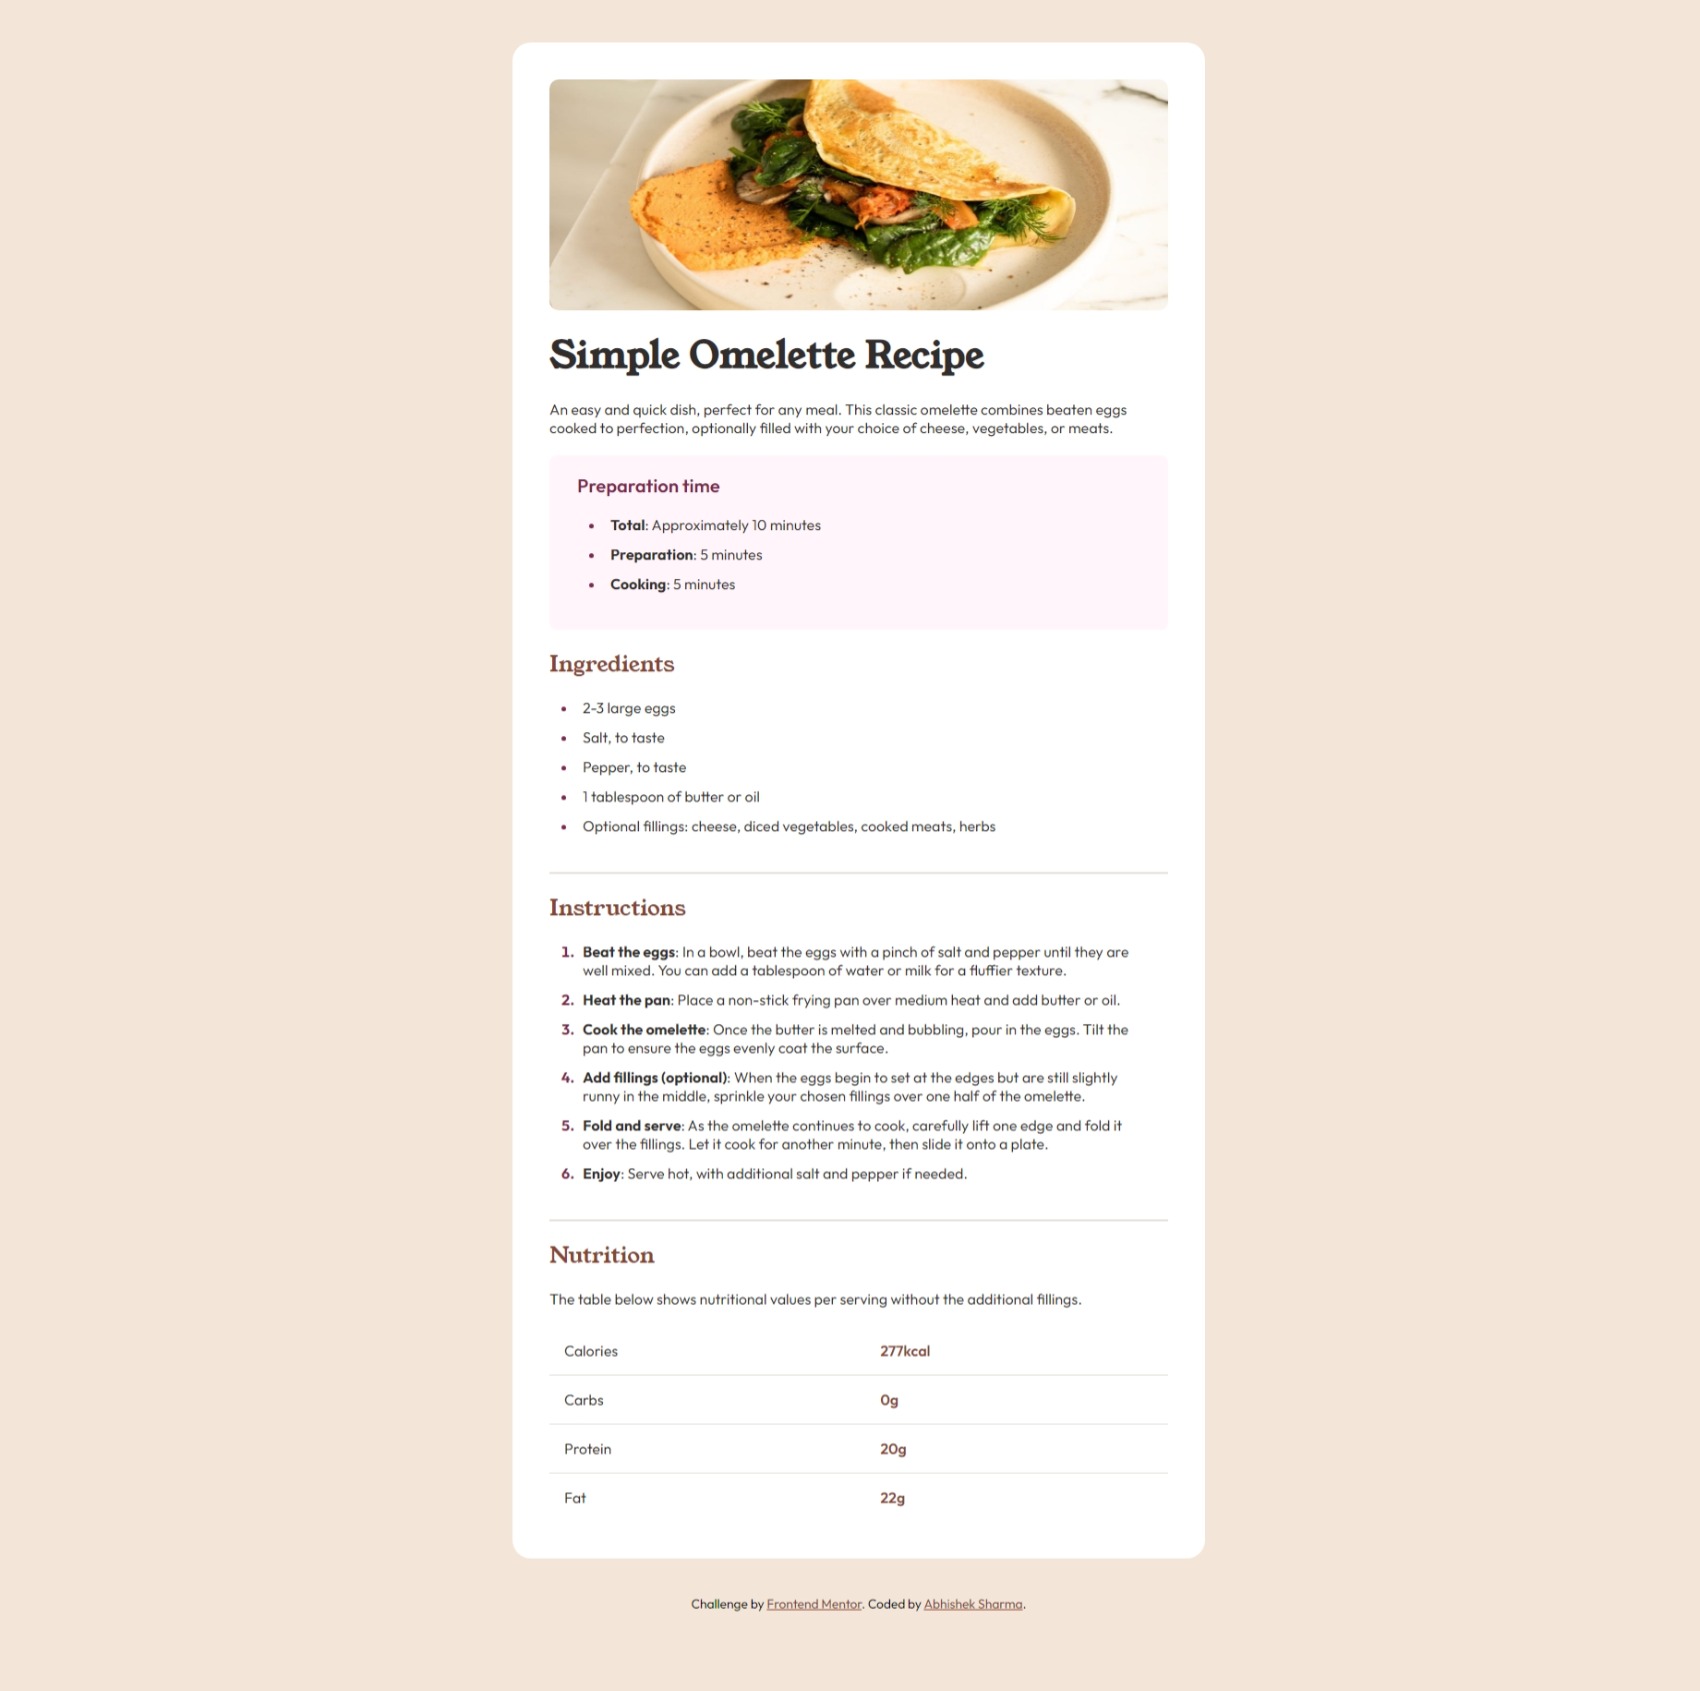 Simple Omelette Recipe
An easy and quick dish, perfect for any meal. This classic omelette combines beaten eggs
cooked to perfection, optionally filled with your choice of cheese, vegetables, or meats.
Preparation time
• Total: Approximately 10 minutes
• Preparation: 5 minutes
• Cooking: 5 minutes
Ingredients
• 2-3 large eggs
• Salt, to taste
• Pepper, to taste
• 1 tablespoon of butter or oil
• Optional fillings: cheese, diced vegetables, cooked meats, herbs
Instructions
1. Beat the eggs: In a bowl, beat the eggs with a pinch of salt and pepper until they are
well mixed. You can add a tablespoon of water or milk for a fluffier texture.
2. Heat the pan: Place a non-stick frying pan over medium heat and add butter or oil.
3. Cook the omelette: Once the butter is melted and bubbling, pour in the eggs. Tilt the
pan to ensure the eggs evenly coat the surface.
4. Add fillings (optional): When the eggs begin to set at the edges but are still slightly
runny in the middle, sprinkle your chosen fillings over one half of the omelette.
5. Fold and serve: As the omelette continues to cook, carefully lift one edge and fold it
over the fillings. Let it cook for another minute, then slide it onto a plate.
6. Enjoy: Serve hot, with additional salt and pepper if needed.
Nutrition
The table below shows nutritional values per serving without the additional fillings.
Calories 277kcal
Carbs 0g
Protein 20g
Fat 22g
Challenge by Frontend Mentor. Coded by Abhishek Sharma.